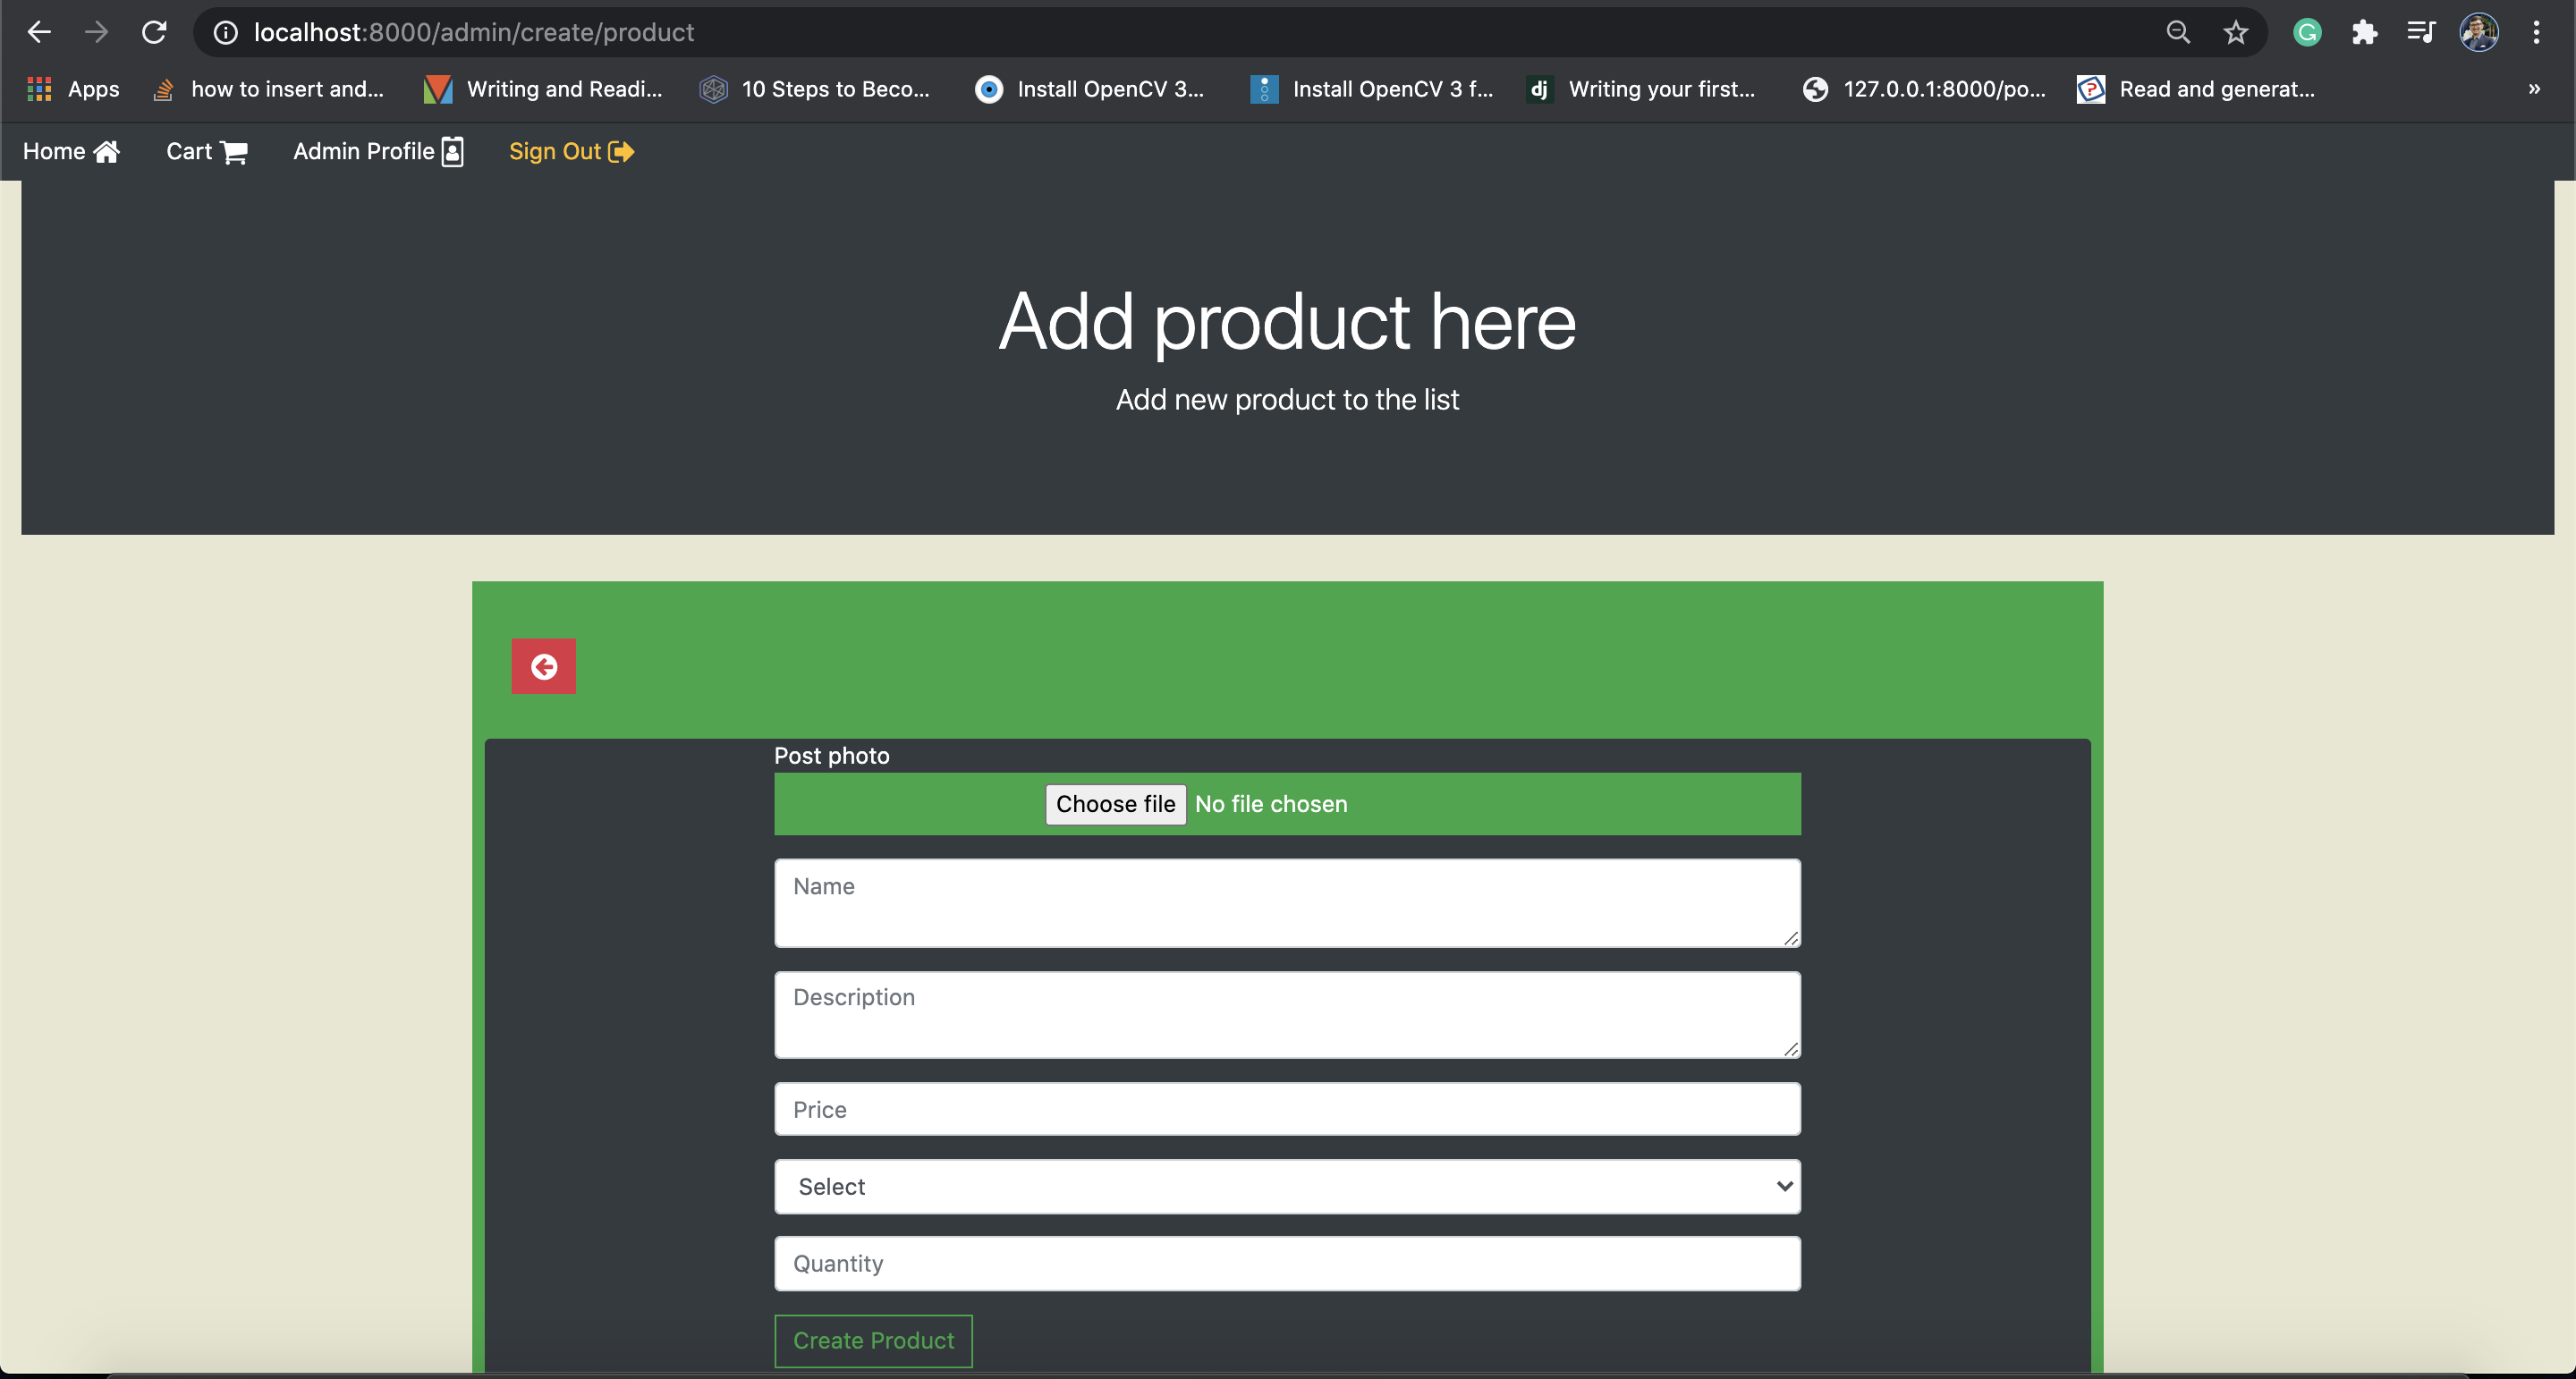 localhost:8000/admin/create/product
Apps how to insert and... Writing and Readi... 10 Steps to Beco... Install OpenCV 3... Install OpenCV 3 f... dj Writing your first... 127.0.0.1:8000/po... Read and generat... »
Home Cart Admin Profile Sign Out
Add product here
Add new product to the list
Post photo
Choose file No file chosen
Name
Description
Price
Select
Quantity
Create Product